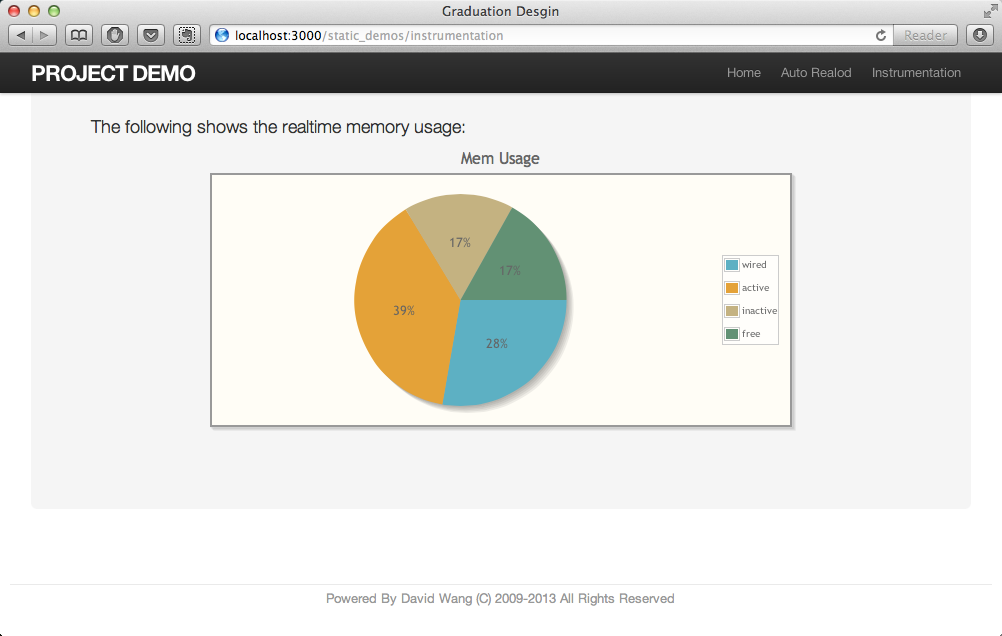 Graduation Desgin
localhost:3000/static_demos/instrumentation
Reader
PROJECT DEMO
Home Auto Realod Instrumentation
The following shows the realtime memory usage:
Mem Usage
17%
17%
39%
28%
wired
active
inactive
free
Powered By David Wang (C) 2009-2013 All Rights Reserved